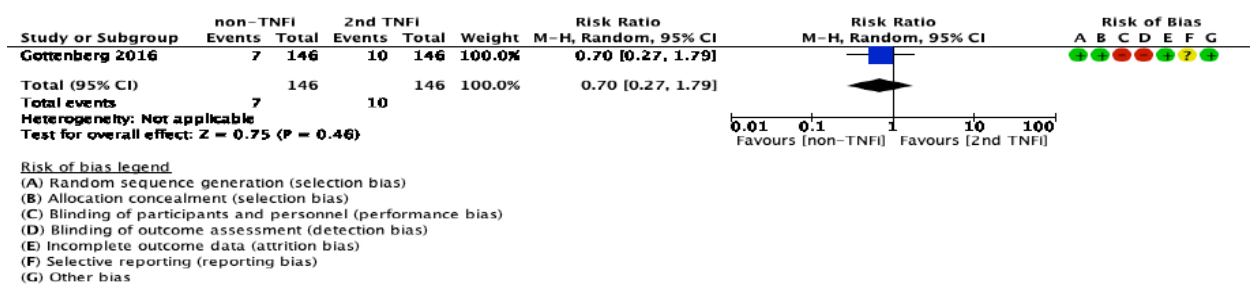 non-TNFi 2nd TNFi Risk Ratio Risk Ratio Risk of Bias
Study or Subgroup Events Total Events Total Weight M-H, Random, 95% CI M-H, Random, 95% CI A B C D E F G
Gottenberg 2016 7 146 10 146 100.0% 0.70 [0.27, 1.79] + + − − + ? +
Total (95% CI) 146 146 100.0% 0.70 [0.27, 1.79]
Total events 7 10
Heterogeneity: Not applicable
Test for overall effect: Z = 0.75 (P = 0.46)
0.01 0.1 1 10 100
Favours [non-TNFi] Favours [2nd TNFi]
Risk of bias legend
(A) Random sequence generation (selection bias)
(B) Allocation concealment (selection bias)
(C) Blinding of participants and personnel (performance bias)
(D) Blinding of outcome assessment (detection bias)
(E) Incomplete outcome data (attrition bias)
(F) Selective reporting (reporting bias)
(G) Other bias